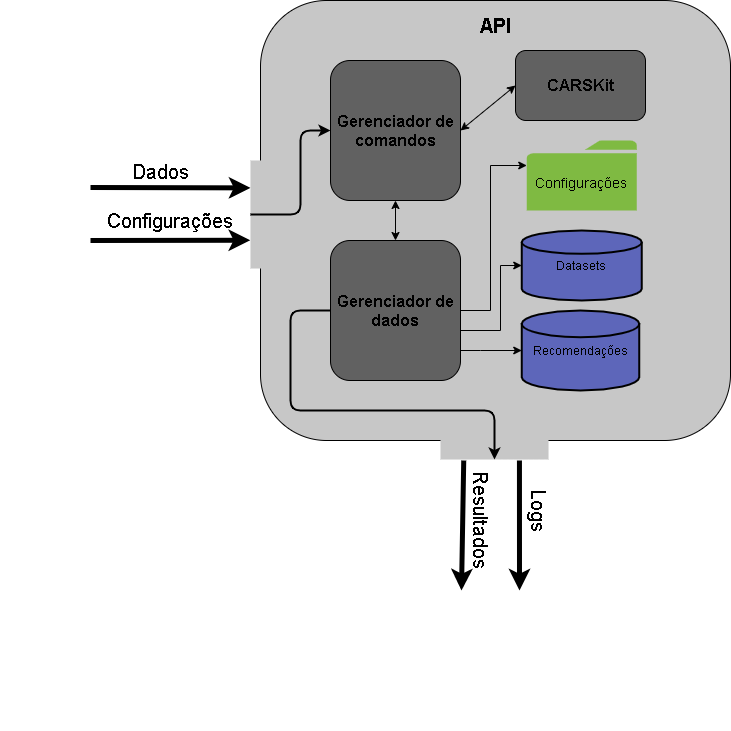 API
Gerenciador de
comandos
CARSKit
Dados
Configurações
Configurações
Gerenciador de
dados
Datasets
Recomendações
Resultados
Logs